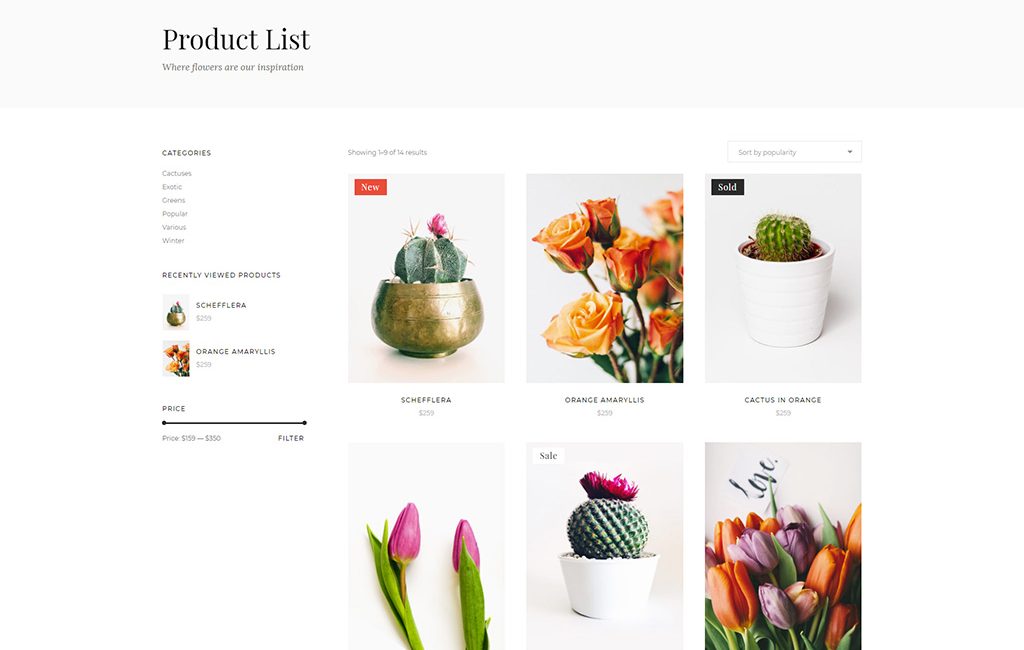 Product List
Where flowers are our inspiration
CATEGORIES
Cactuses
Exotic
Greens
Popular
Various
Winter
RECENTLY VIEWED PRODUCTS
SCHEFFLERA
$259
ORANGE AMARYLLIS
$259
PRICE
Price: $159 — $350
FILTER
Showing 1–9 of 14 results
Sort by popularity
New
Sold
SCHEFFLERA
$259
ORANGE AMARYLLIS
$259
CACTUS IN ORANGE
$259
Sale
Love.